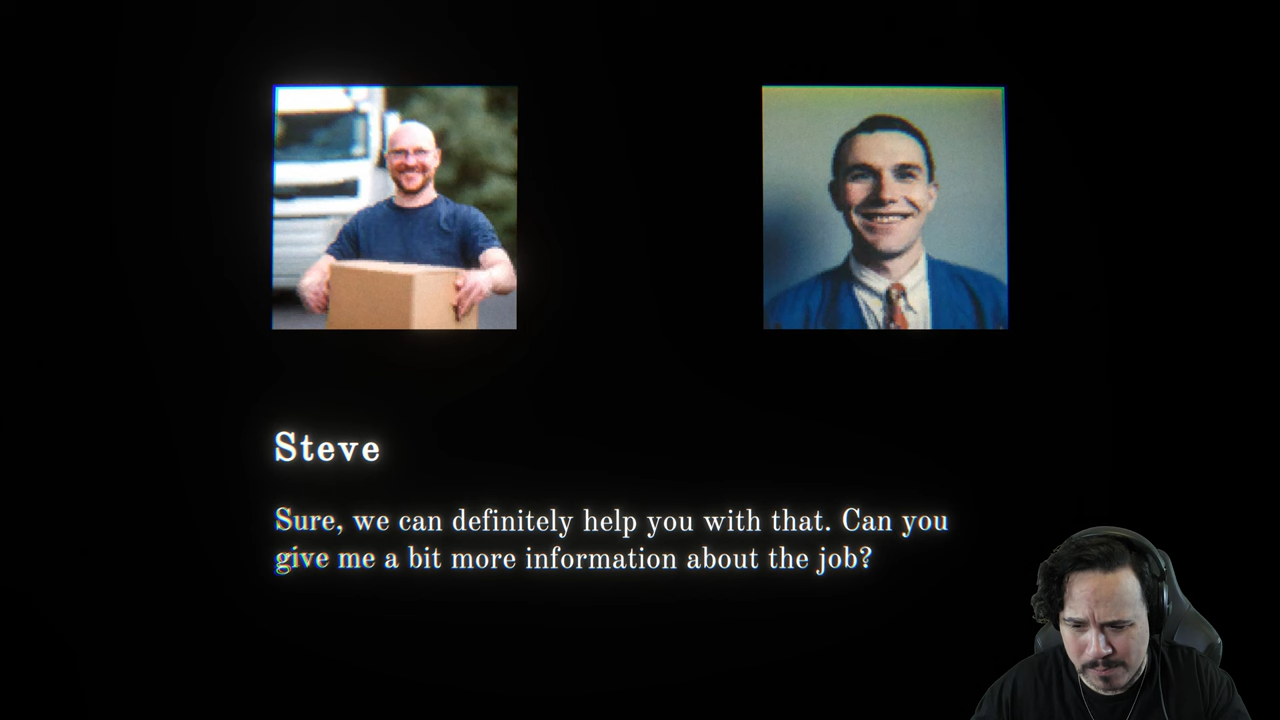 Steve
Sure, we can definitely help you with that. Can you
give me a bit more information about the job?